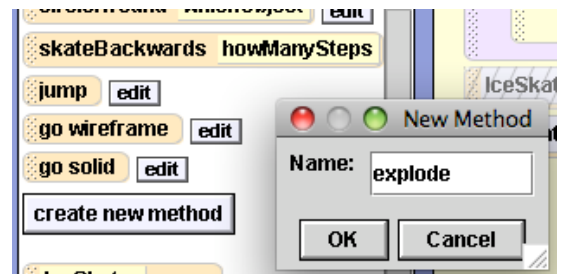 edit
skateBackwards howManySteps
jump edit
go wireframe edit
go solid edit
create new method
IceSkat
New Method
Name: explode
OK Cancel